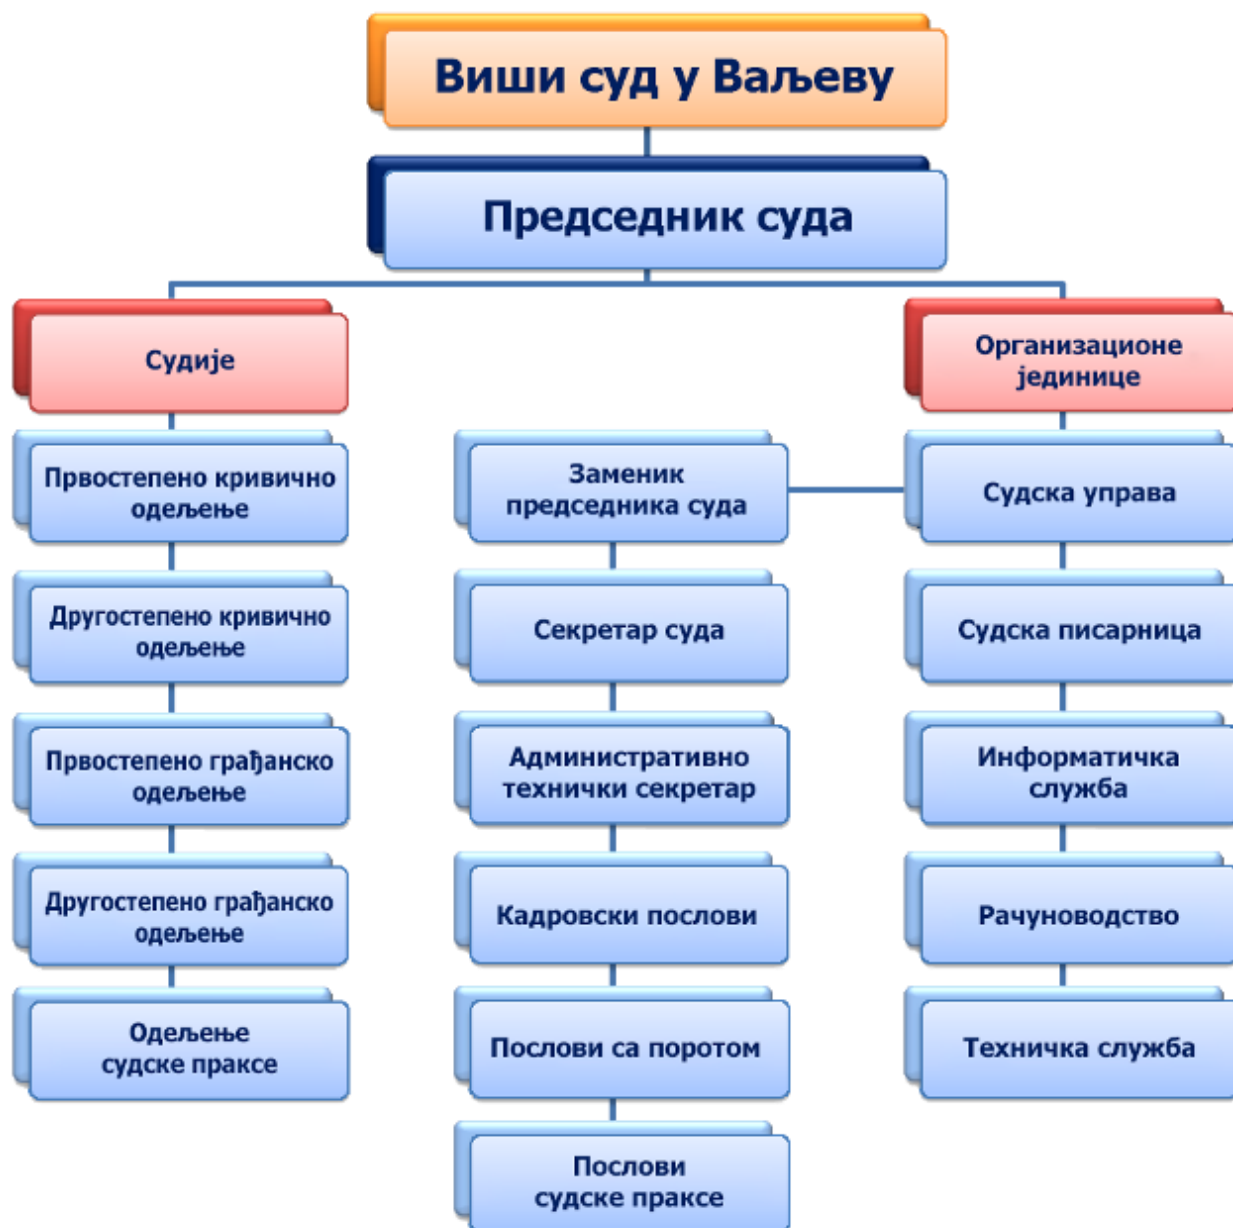 Виши суд у Ваљеву
Председник суда
Судије
Првостепено кривично
одељење
Другостепено кривично
одељење
Првостепено грађанско
одељење
Другостепено грађанско
одељење
Одељење
судске праксе
Заменик
председника суда
Секретар суда
Административно
технички секретар
Кадровски послови
Послови са поротом
Послови
судске праксе
Организационе
јединице
Судска управа
Судска писарница
Информатичка
служба
Рачуноводство
Техничка служба